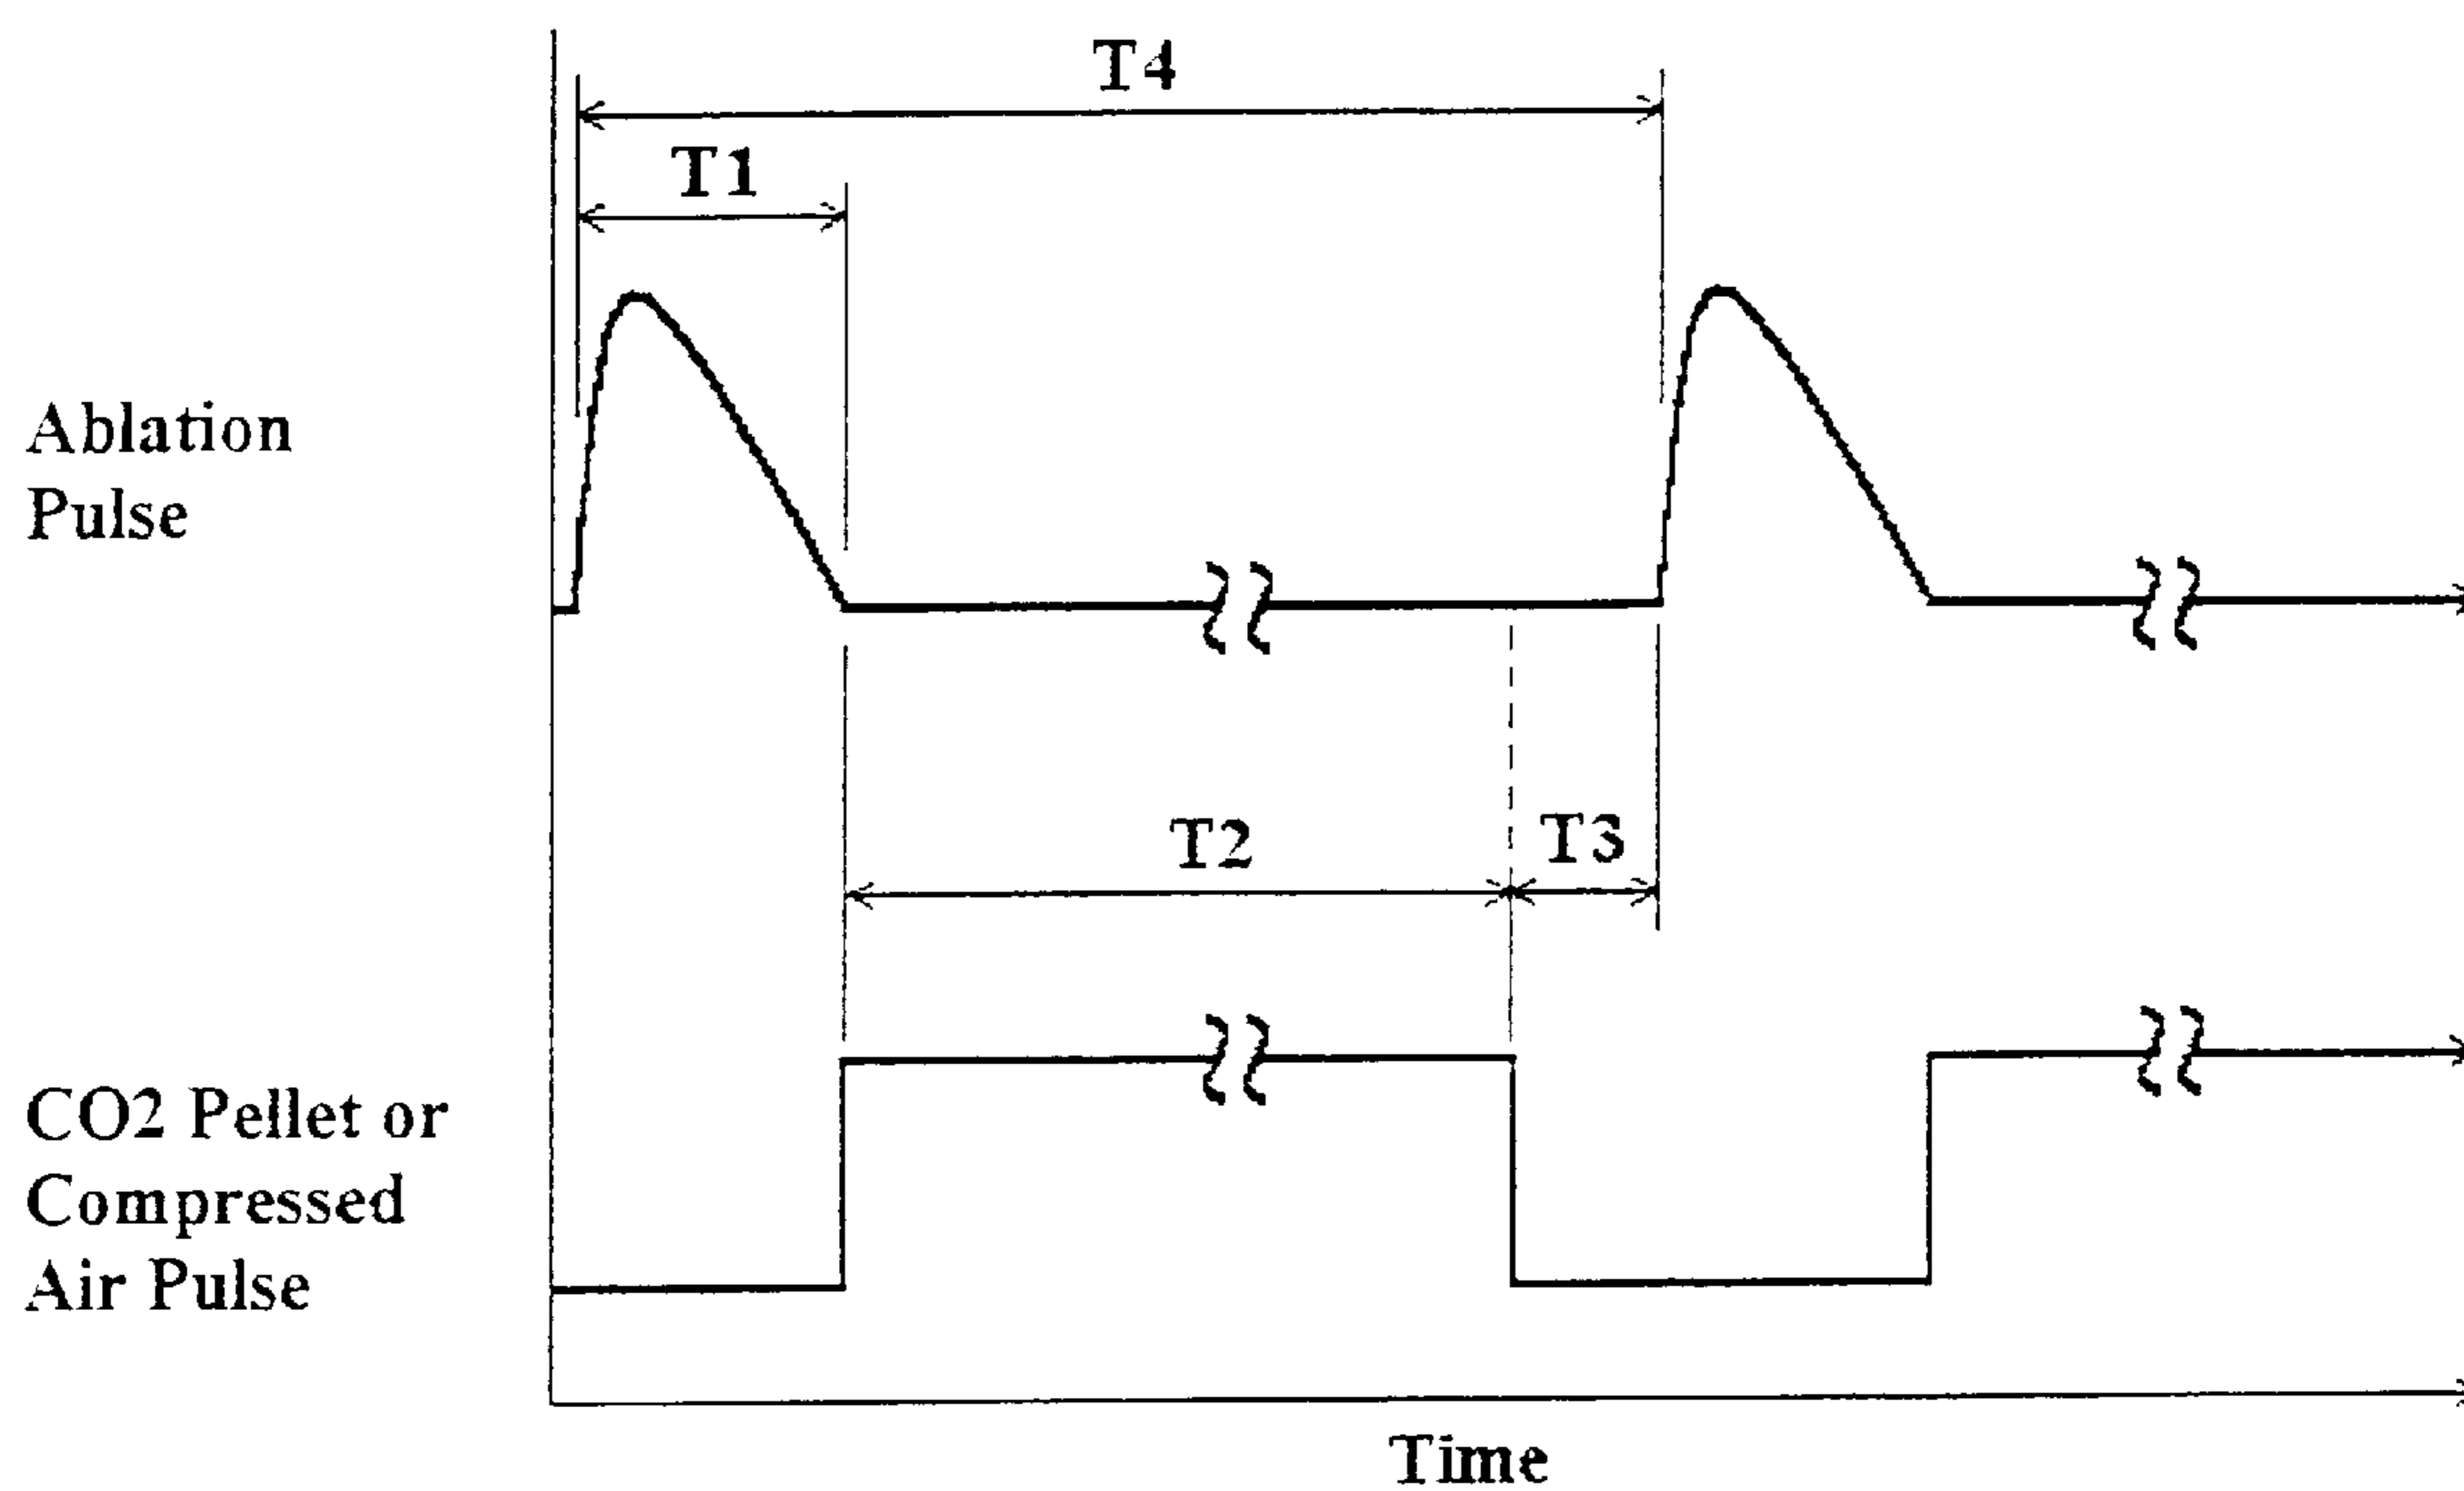 T4
T1
Ablation
Pulse
T2
T3
CO2 Pellet or
Compressed
Air Pulse
Time